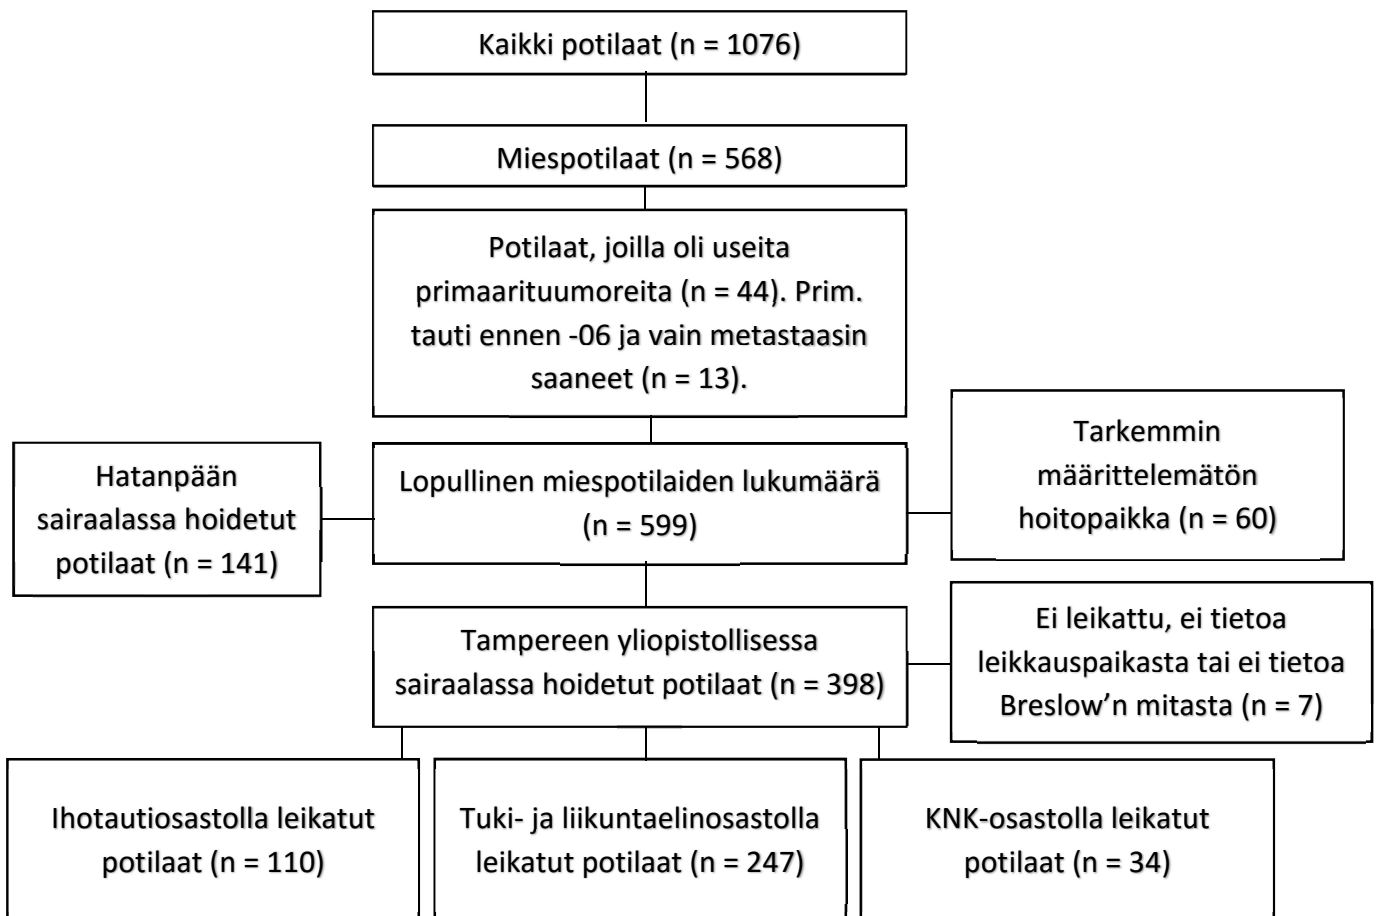 Kaikki potilaat (n = 1076)
Miespotilaat (n = 568)
Potilaat, joilla oli useita
primaarituumoreita (n = 44). Prim.
tauti ennen -06 ja vain metastaasin
saaneet (n = 13).
Hatanpään
sairaalassa hoidetut
potilaat (n = 141)
Lopullinen miespotilaiden lukumäärä
(n = 599)
Tarkemmin
määrittelemätön
hoitopaikka (n = 60)
Tampereen yliopistollisessa
sairaalassa hoidetut potilaat (n = 398)
Ei leikattu, ei tietoa
leikkauspaikasta tai ei tietoa
Breslow’n mitasta (n = 7)
Ihotautiosastolla leikatut
potilaat (n = 110)
Tuki- ja liikuntaelinosastolla
leikatut potilaat (n = 247)
KNK-osastolla leikatut
potilaat (n = 34)